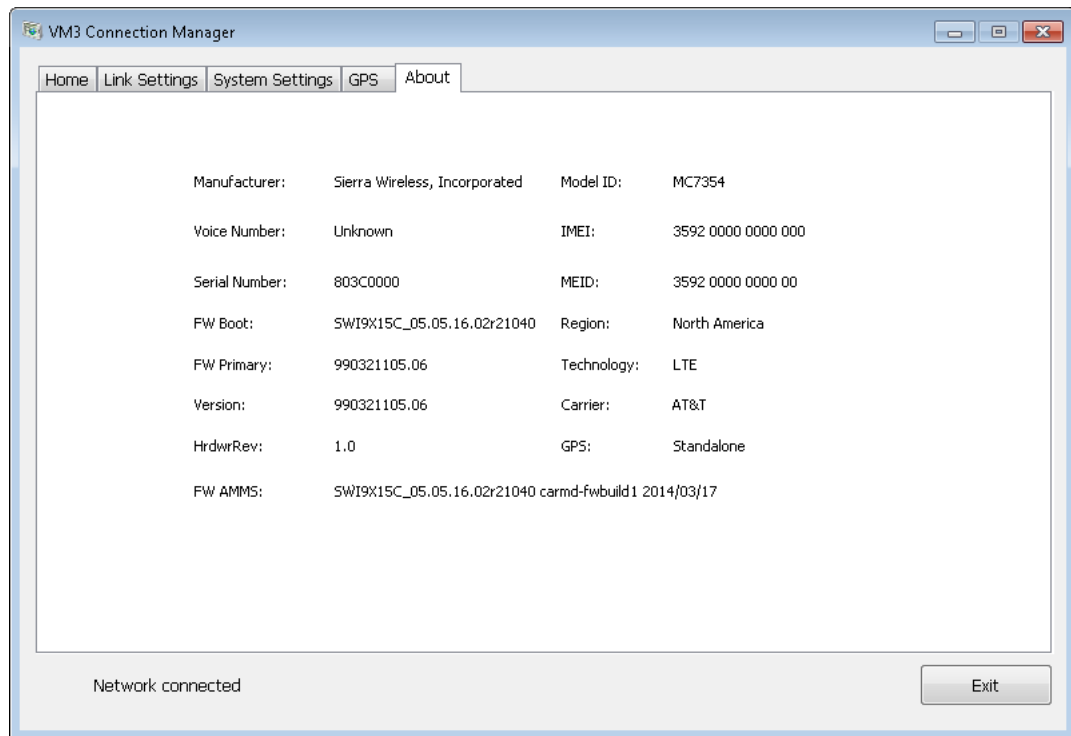 VM3 Connection Manager
Home Link Settings System Settings GPS About
Manufacturer: Sierra Wireless, Incorporated Model ID: MC7354
Voice Number: Unknown IMEI: 3592 0000 0000 000
Serial Number: 803C0000 MEID: 3592 0000 0000 00
FW Boot: SWI9X15C_05.05.16.02r21040 Region: North America
FW Primary: 990321105.06 Technology: LTE
Version: 990321105.06 Carrier: AT&T
HrdwrRev: 1.0 GPS: Standalone
FW AMMS: SWI9X15C_05.05.16.02r21040 carmd-fwbuild1 2014/03/17
Network connected Exit